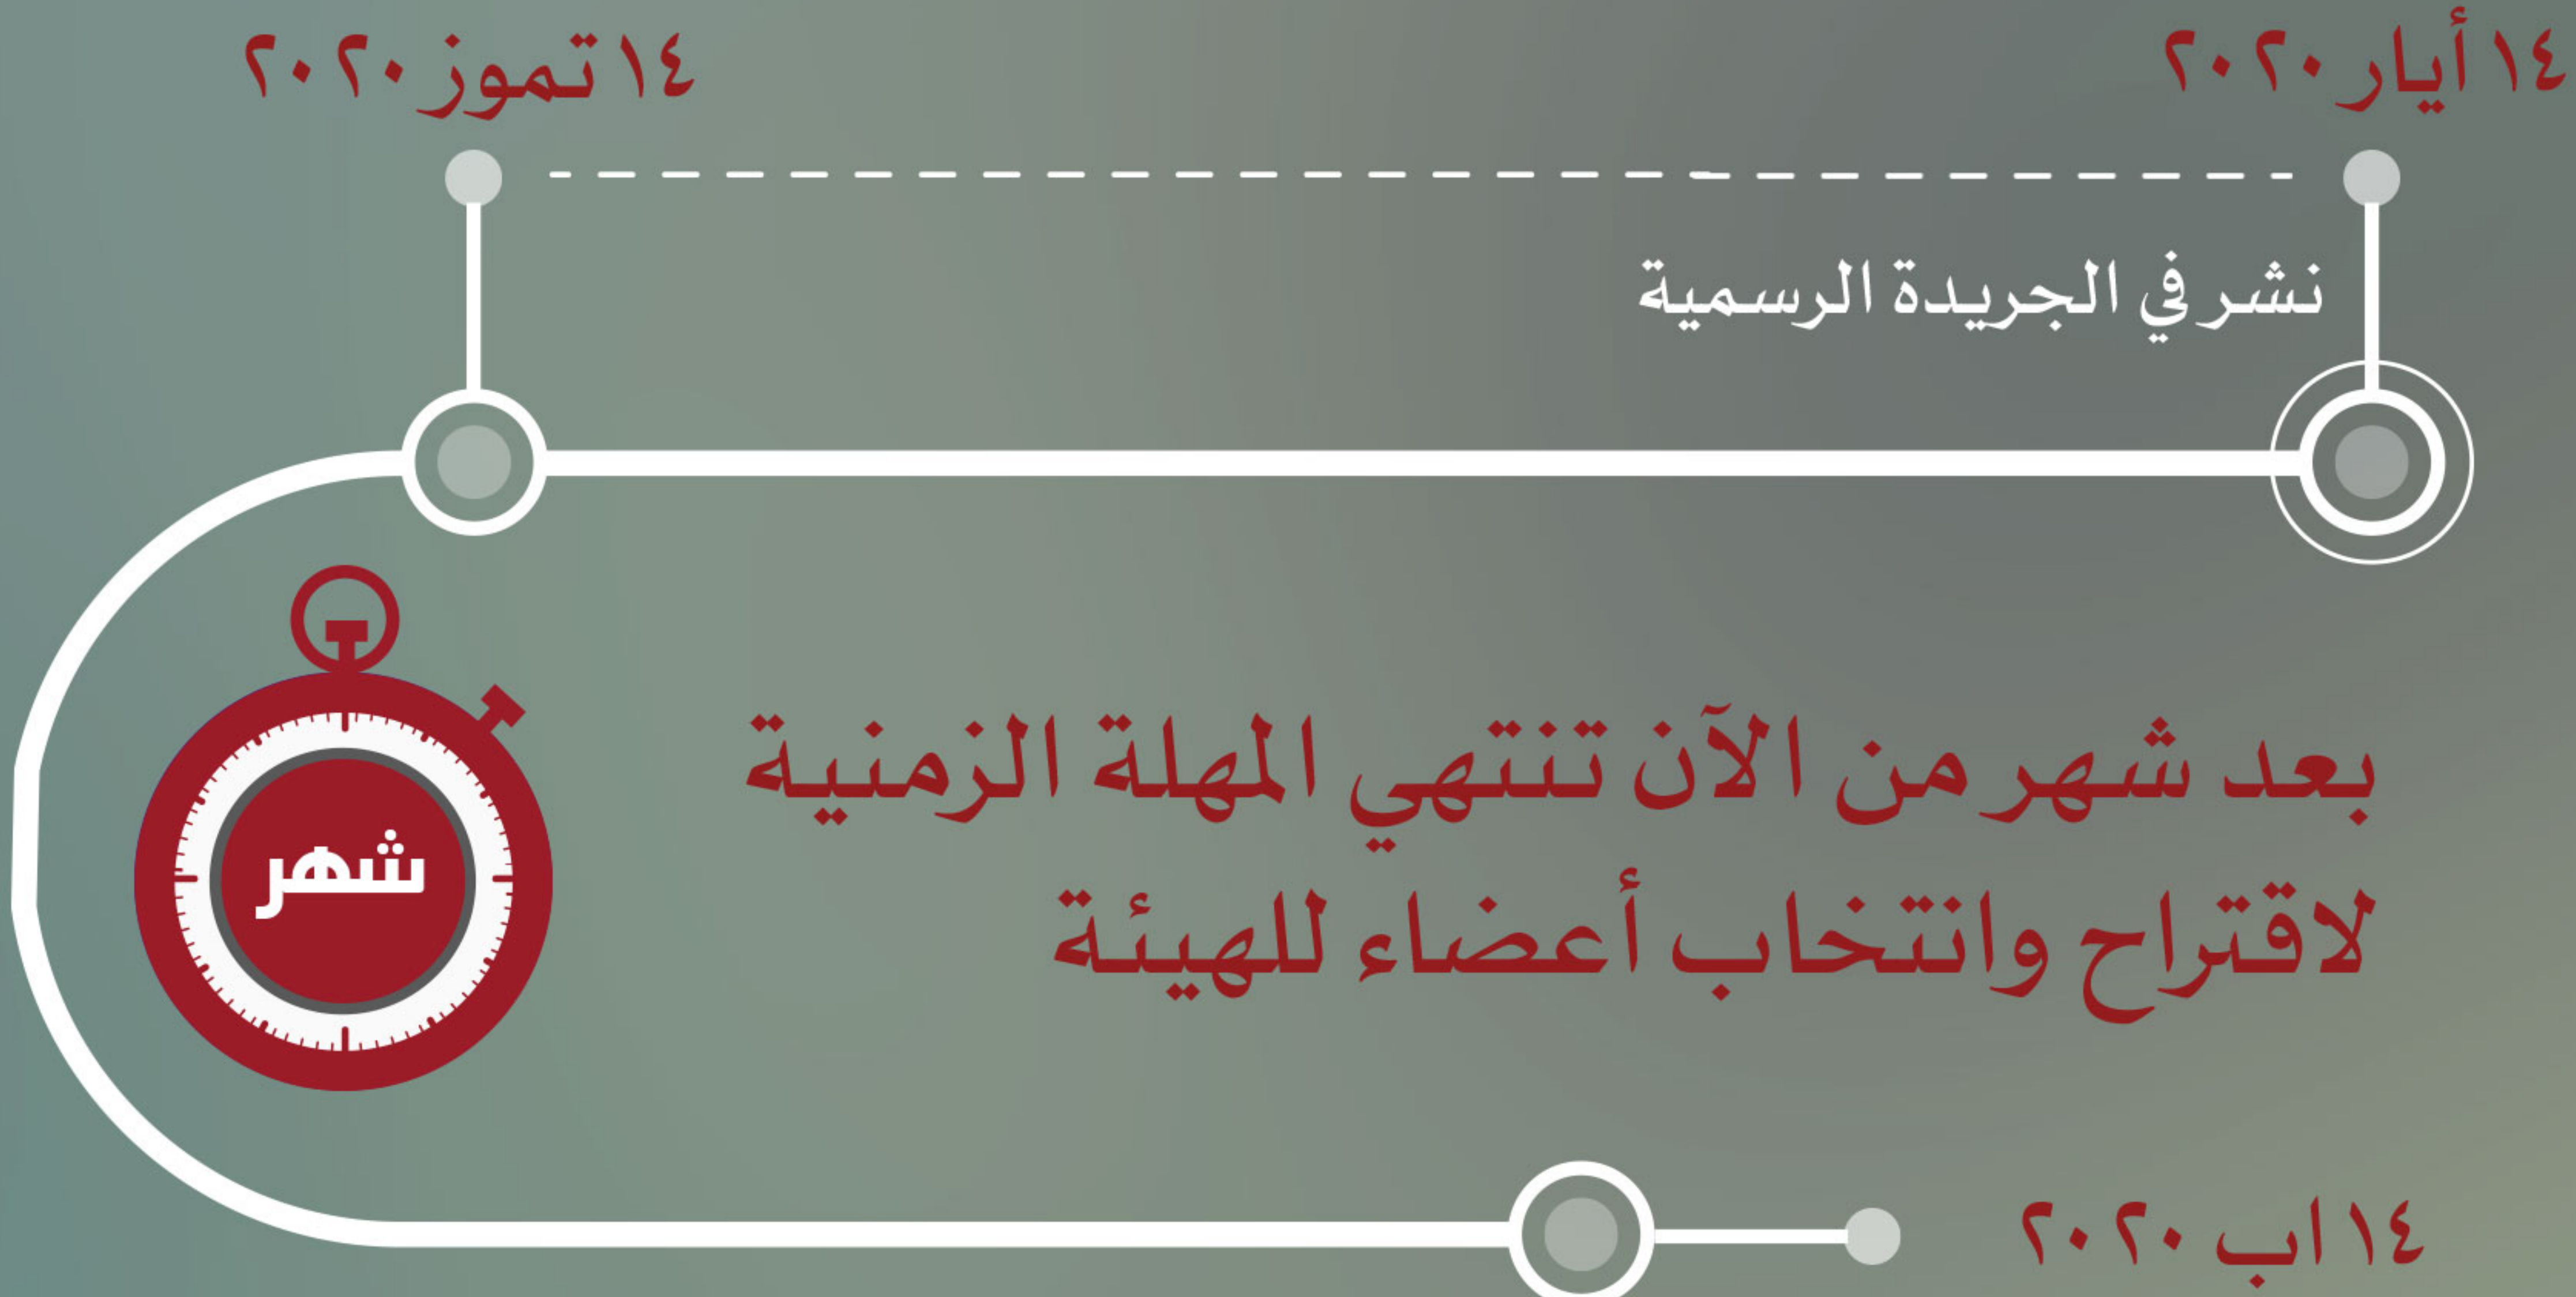 ١٤ أيار ٢٠٢٠
١٤ تموز ٢٠٢٠
نشر في الجريدة الرسمية
بعد شهر من الآن تنتهي المهلة الزمنية
لاقتراح وانتخاب أعضاء للهيئة
شهر
١٤ اب ٢٠٢٠